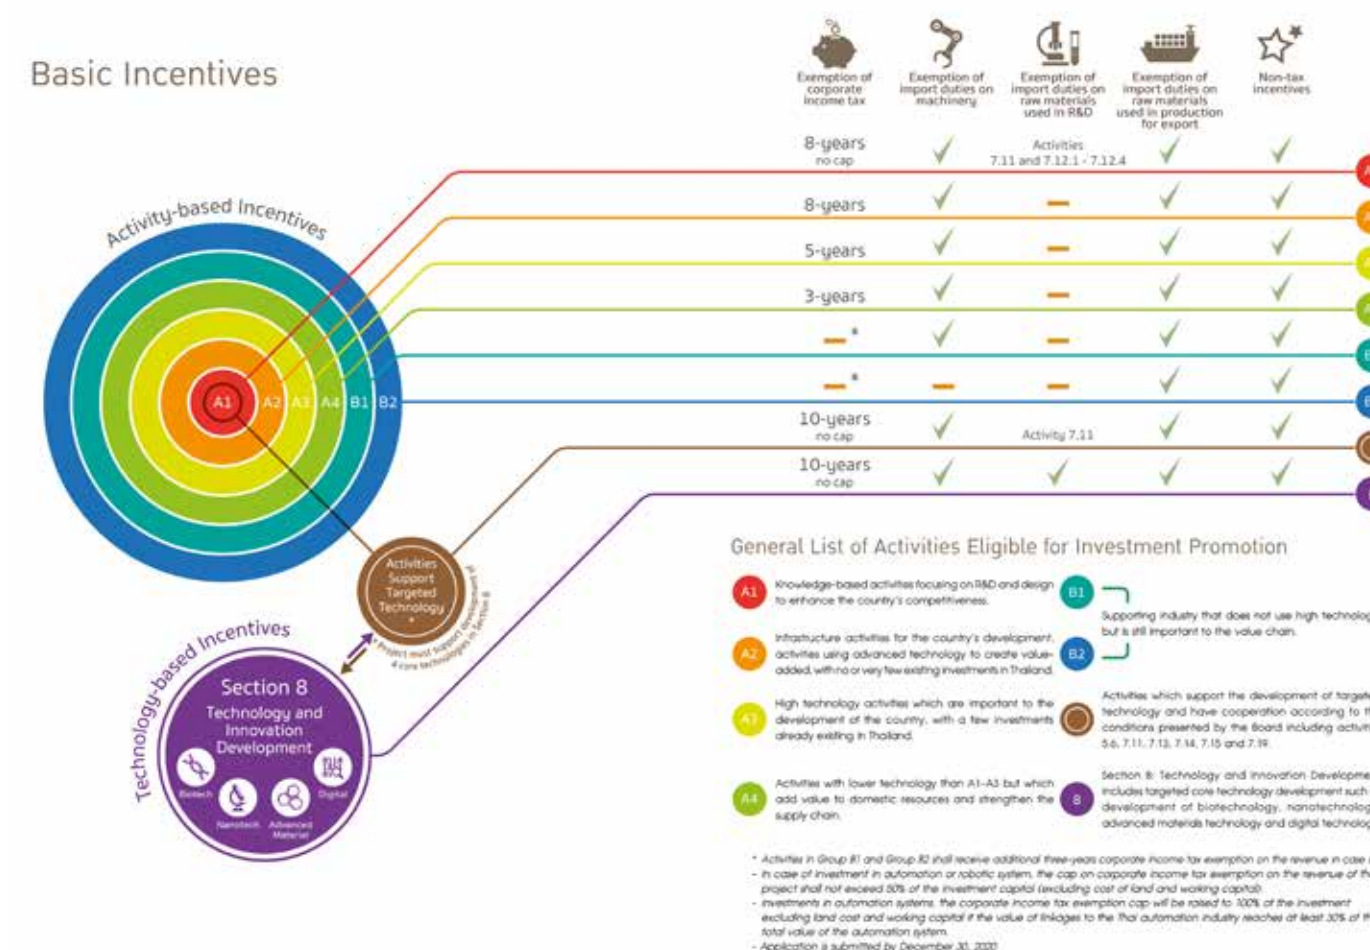 Basic Incentives
Exemption of
corporate
income tax
Exemption of
import duties on
machinery
Exemption of
import duties on
raw materials
used in R&D
Exemption of
import duties on
raw materials
used in production
for export
Non-tax
incentives
8-years
no cap
Activities
7.11 and 7.12.1 - 7.12.4
8-years
5-years
3-years
*
*
10-years
no cap
Activity 7.11
10-years
no cap
Activity-based Incentives
A1 A2 A3 A4 B1 B2
Activities
Support
Targeted
Technology
*
* Project must support development of
4 core technologies in Section 8
Technology-based Incentives
Section 8
Technology and
Innovation
Development
Biotech
Nanotech
Advanced
Material
Digital
General List of Activities Eligible for Investment Promotion
A1
Knowledge-based activities focusing on R&D and design
to enhance the country's competitiveness.
A2
Infrastructure activities for the country's development,
activities using advanced technology to create value-
added, with no or very few existing investments in Thailand.
A3
High technology activities which are important to the
development of the country, with a few investments
already existing in Thailand.
A4
Activities with lower technology than A1-A3 but which
add value to domestic resources and strengthen the
supply chain.
B1
B2
Supporting industry that does not use high
but is still important to the value chain.
Activities which support the development of
technology and have cooperation according to
conditions presented by the Board including
5.6, 7.11, 7.13, 7.14, 7.15 and 7.19.
8
Section 8: Technology and Innovation
includes targeted core technology development such
development of biotechnology,
advanced materials technology and digital
* Activities in Group B1 and Group B2 shall receive additional three-years corporate income tax exemption on the revenue in case
- In case of investment in automation or robotic system, the cap on corporate income tax exemption on the revenue of
project shall not exceed 50% of the investment capital (excluding cost of land and working capital).
- Investments in automation systems, the corporate income tax exemption cap will be raised to 100% of the investment
excluding land cost and working capital if the value of linkages to the Thai automation industry reaches at least 30% of
total value of the automation system.
- Application is submitted by December 30, 2020